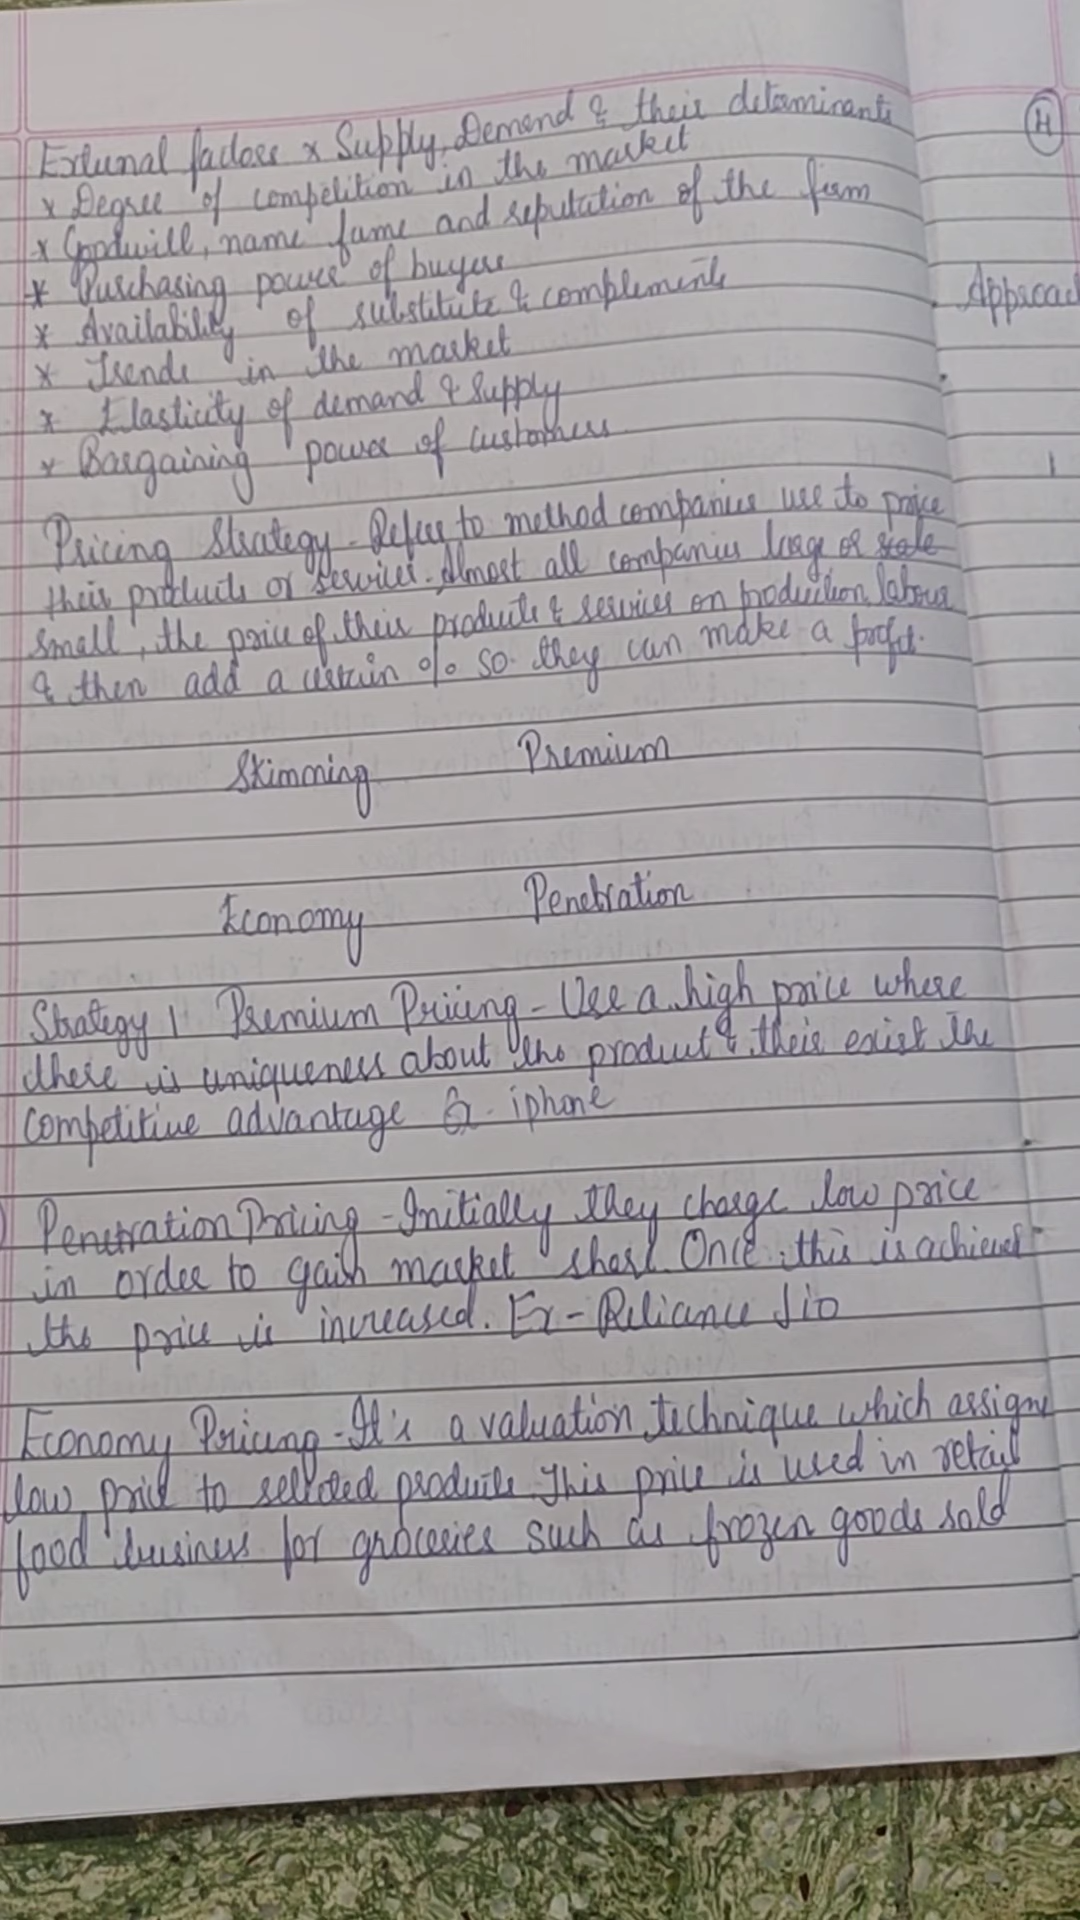 External factors x Supply, Demand & their determinants
x Degree of competition in the market
x Goodwill, name fame and reputation of the firm
x Purchasing power of buyers
x Availability of substitute & complements
x Trends in the market
x Elasticity of demand & supply
x Bargaining power of customers
Pricing Strategy - Refers to method companies use to price
their products or services. Almost all companies large or
small, the price of their products & services on production, labour
& then add a certain % so they can make a profit.
Skimming Premium
Economy Penetration
Strategy 1 Premium Pricing - Use a high price where
there is uniqueness about the product & their exist the
competitive advantage Ex- iphone
Penetration Pricing - Initially they charge low price
in order to gain market share. Once this is achieved
the price is increased. Ex - Reliance Jio
Economy Pricing - It is a valuation technique which assigns
low price to selected products. This price is used in retail
food business for groceries such as frozen goods sold
H
Approac
1